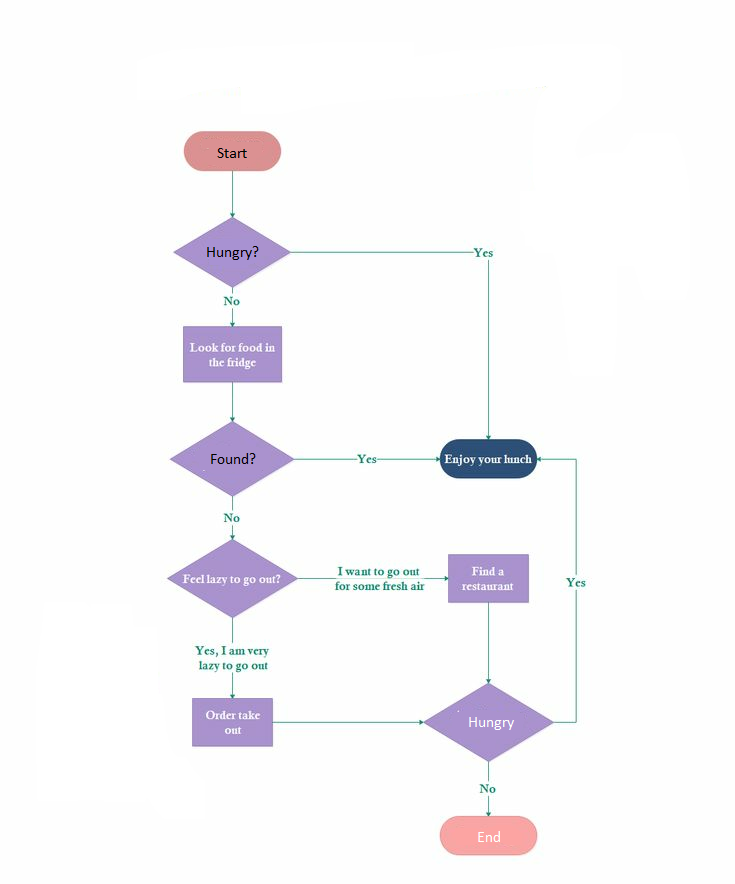 Start
Hungry?
Yes
No
Look for food in
the fridge
Found?
Yes
Enjoy your lunch
No
Feel lazy to go out?
I want to go out
for some fresh air
Find a
restaurant
Yes
Yes, I am very
lazy to go out
Order take
out
Hungry
No
End